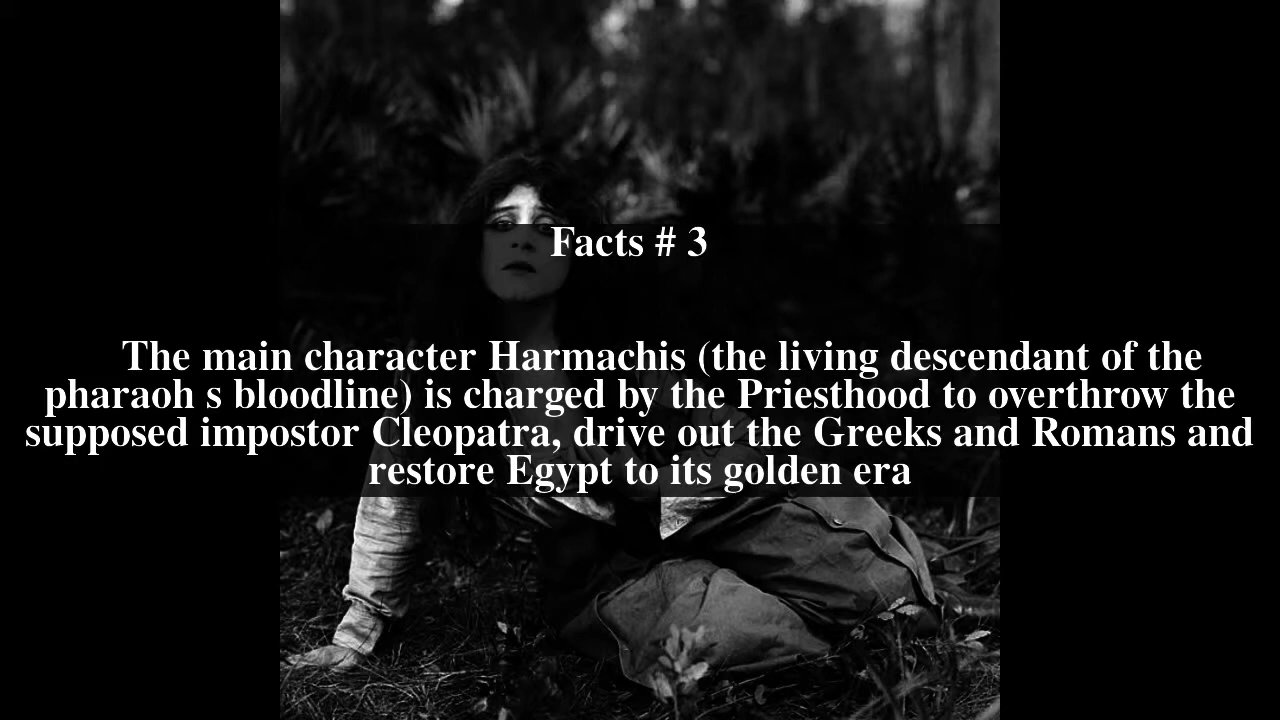 Facts # 3
The main character Harmachis (the living descendant of the
pharaoh s bloodline) is charged by the Priesthood to overthrow the
supposed impostor Cleopatra, drive out the Greeks and Romans and
restore Egypt to its golden era